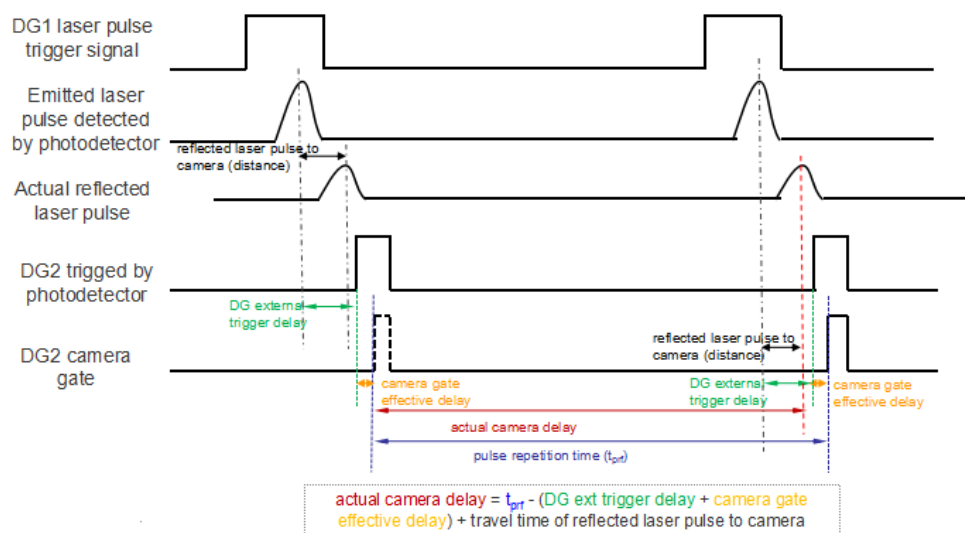 DG1 laser pulse
trigger signal
Emitted laser
pulse detected
by photodetector
reflected laser pulse to
camera (distance)
Actual reflected
laser pulse
DG2 trigged by
photodetector
DG external
trigger delay
reflected laser pulse to
camera (distance)
DG2 camera
gate
camera gate
effective delay
DG external
trigger delay
camera gate
effective delay
actual camera delay
pulse repetition time (tprf)
actual camera delay = tprf - (DG ext trigger delay + camera gate
effective delay) + travel time of reflected laser pulse to camera